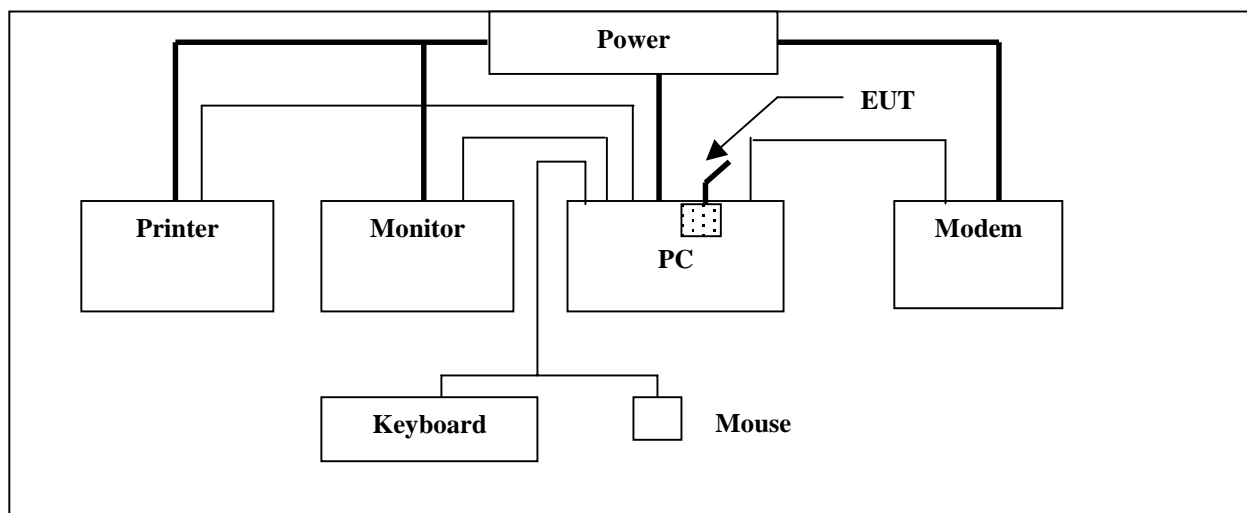 Power
EUT
Printer
Monitor
PC
Modem
Keyboard
Mouse